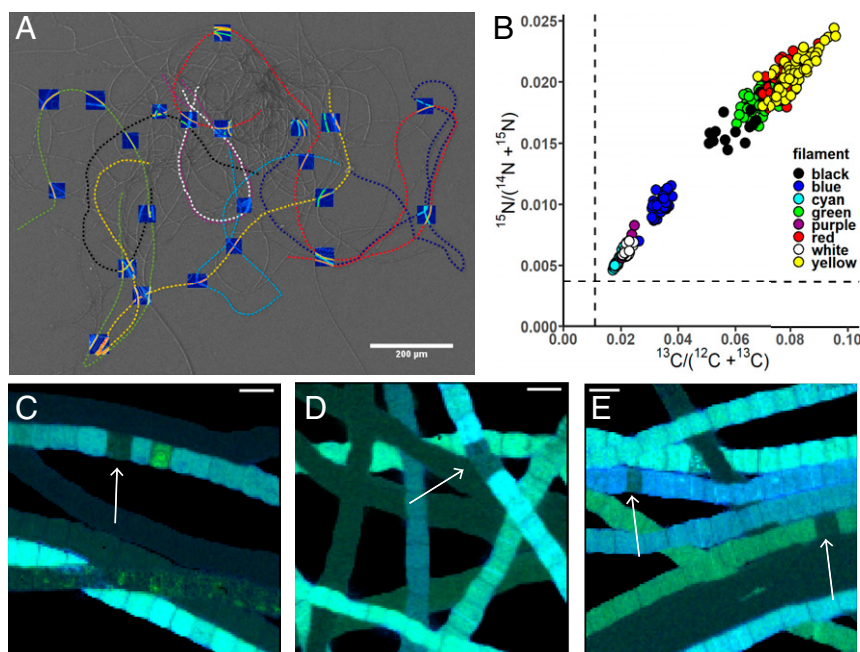 A
200 µm
B
¹⁵N/(¹⁴N + ¹⁵N)
0.025
0.020
0.015
0.010
0.005
0.000
0.00
0.02
0.04
0.06
0.08
0.10
¹³C/(¹²C + ¹³C)
filament
black
blue
cyan
green
purple
red
white
yellow
C
D
E